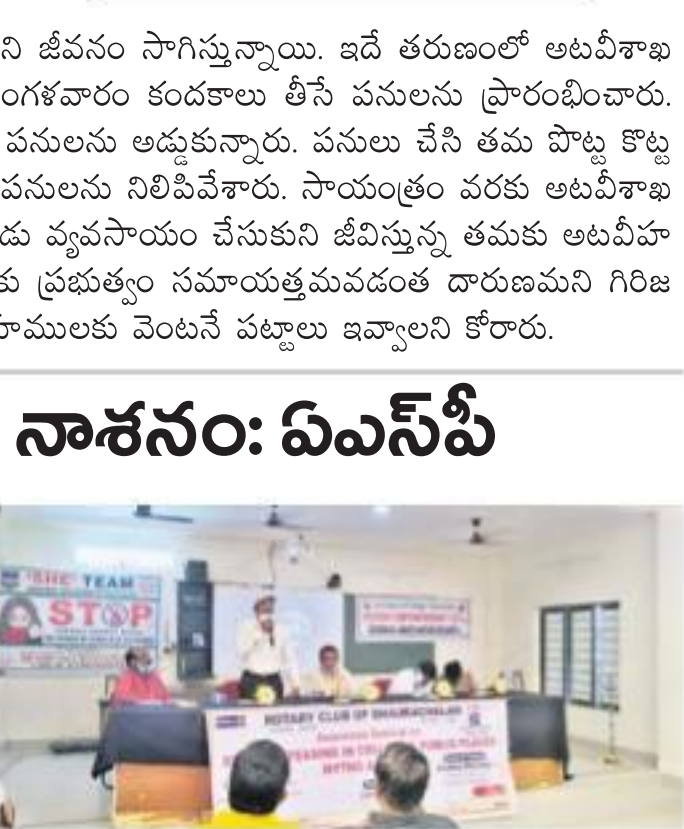 ని జీవనం సాగిస్తున్నాయి. ఇదే తరుణంలో అటవీశాఖ
ంగళవారం కందకాలు తీసే పనులను ప్రారంభించారు.
పనులను అడ్డుకున్నారు. పనులు చేసి తమ పొట్ట కొట్ట
పనులను నిలిపివేశారు. సాయంత్రం వరకు అటవీశాఖ
డు వ్యవసాయం చేసుకుని జీవిస్తున్న తమకు అటవీహ
కు ప్రభుత్వం సమాయత్తమవడంత దారుణమని గిరిజ
హములకు వెంటనే పట్టాలు ఇవ్వాలని కోరారు.
నాశనం: ఏఎస్‌పీ
"SHE" TEAM
STOP
ROTARY CLUB OF BHADRACHALAM